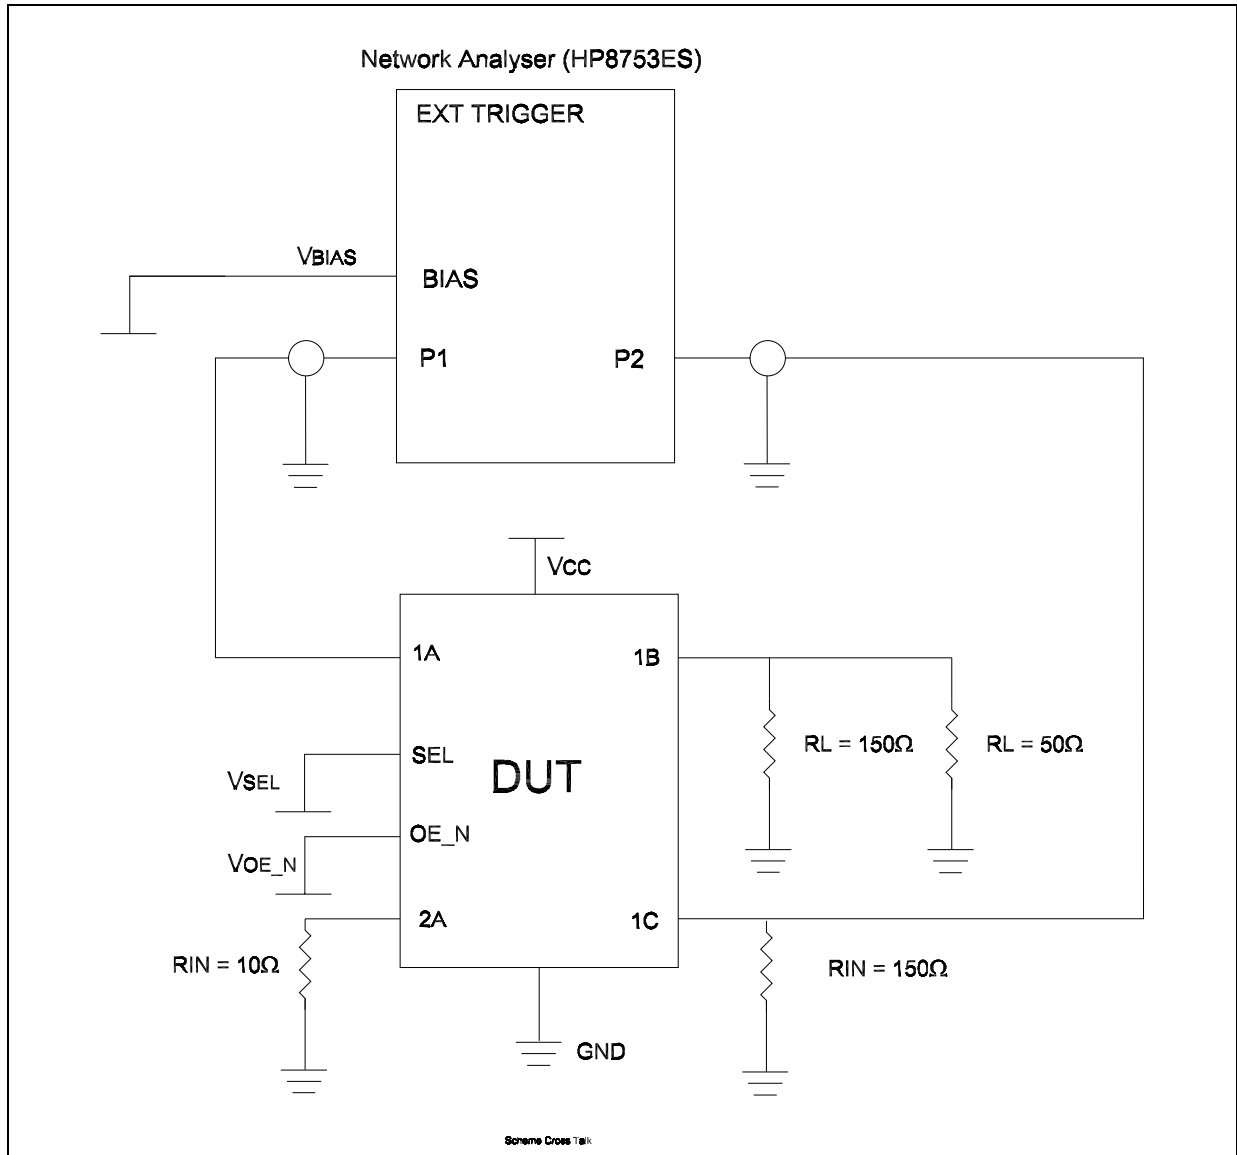 Network Analyser (HP8753ES)
EXT TRIGGER
VBIAS
BIAS
P1
P2
VCC
1A
1B
RL = 150Ω
RL = 50Ω
SEL
DUT
VSEL
OE_N
VOE_N
2A
1C
RIN = 10Ω
RIN = 150Ω
GND
Scheme Cross Talk